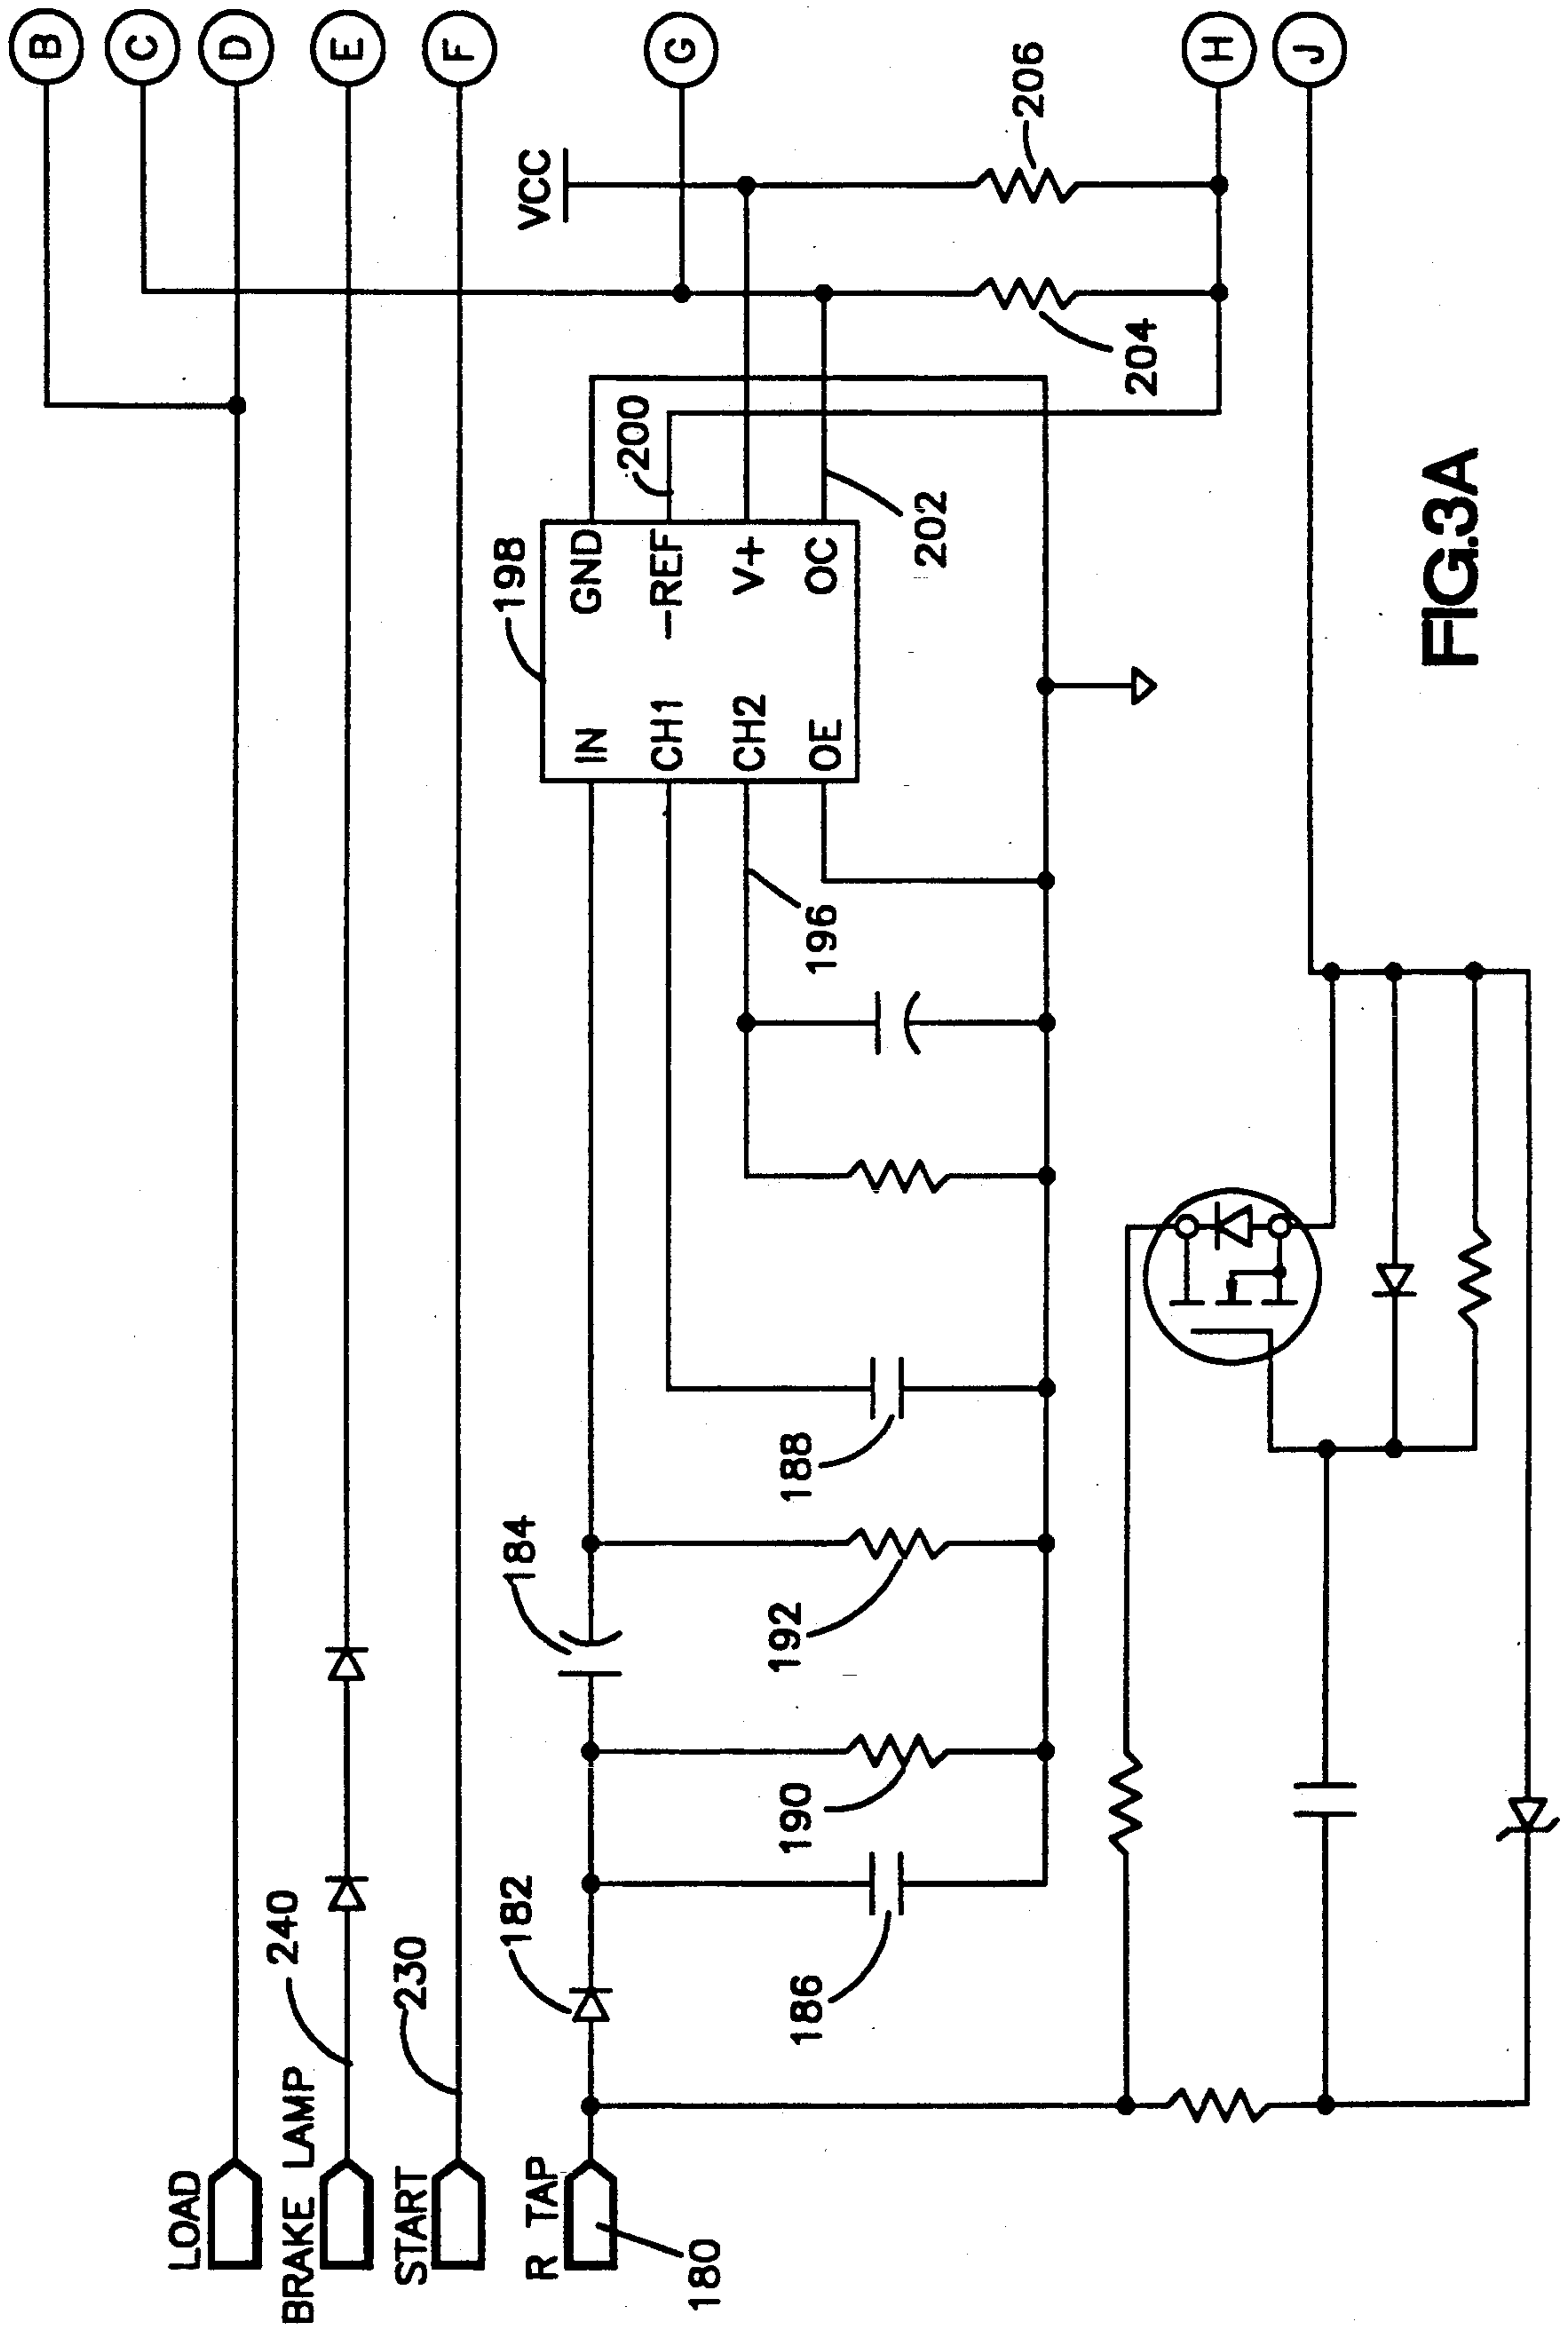 B
C
D
E
F
G
H
J
LOAD
BRAKE LAMP
240
START
230
R TAP
180
182
184
186
188
190
192
196
198
IN
CH1
CH2
OE
GND
–REF
V+
OC
200
202
VCC
204
206
FIG.3A